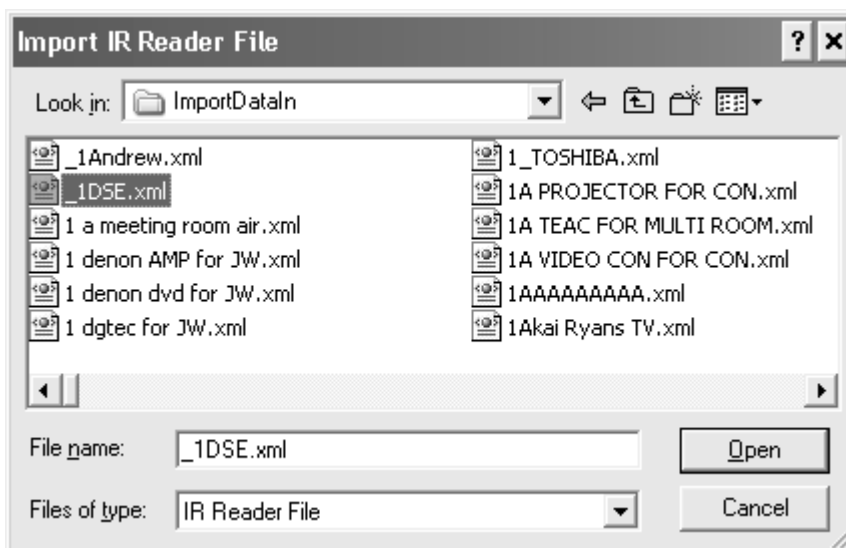 Import IR Reader File
Look in: ImportDataIn
_1Andrew.xml
_1DSE.xml
1 a meeting room air.xml
1 denon AMP for JW.xml
1 denon dvd for JW.xml
1 dgtec for JW.xml
1_TOSHIBA.xml
1A PROJECTOR FOR CON.xml
1A TEAC FOR MULTI ROOM.xml
1A VIDEO CON FOR CON.xml
1AAAAAAAAA.xml
1Akai Ryans TV.xml
File name: _1DSE.xml Open
Files of type: IR Reader File Cancel